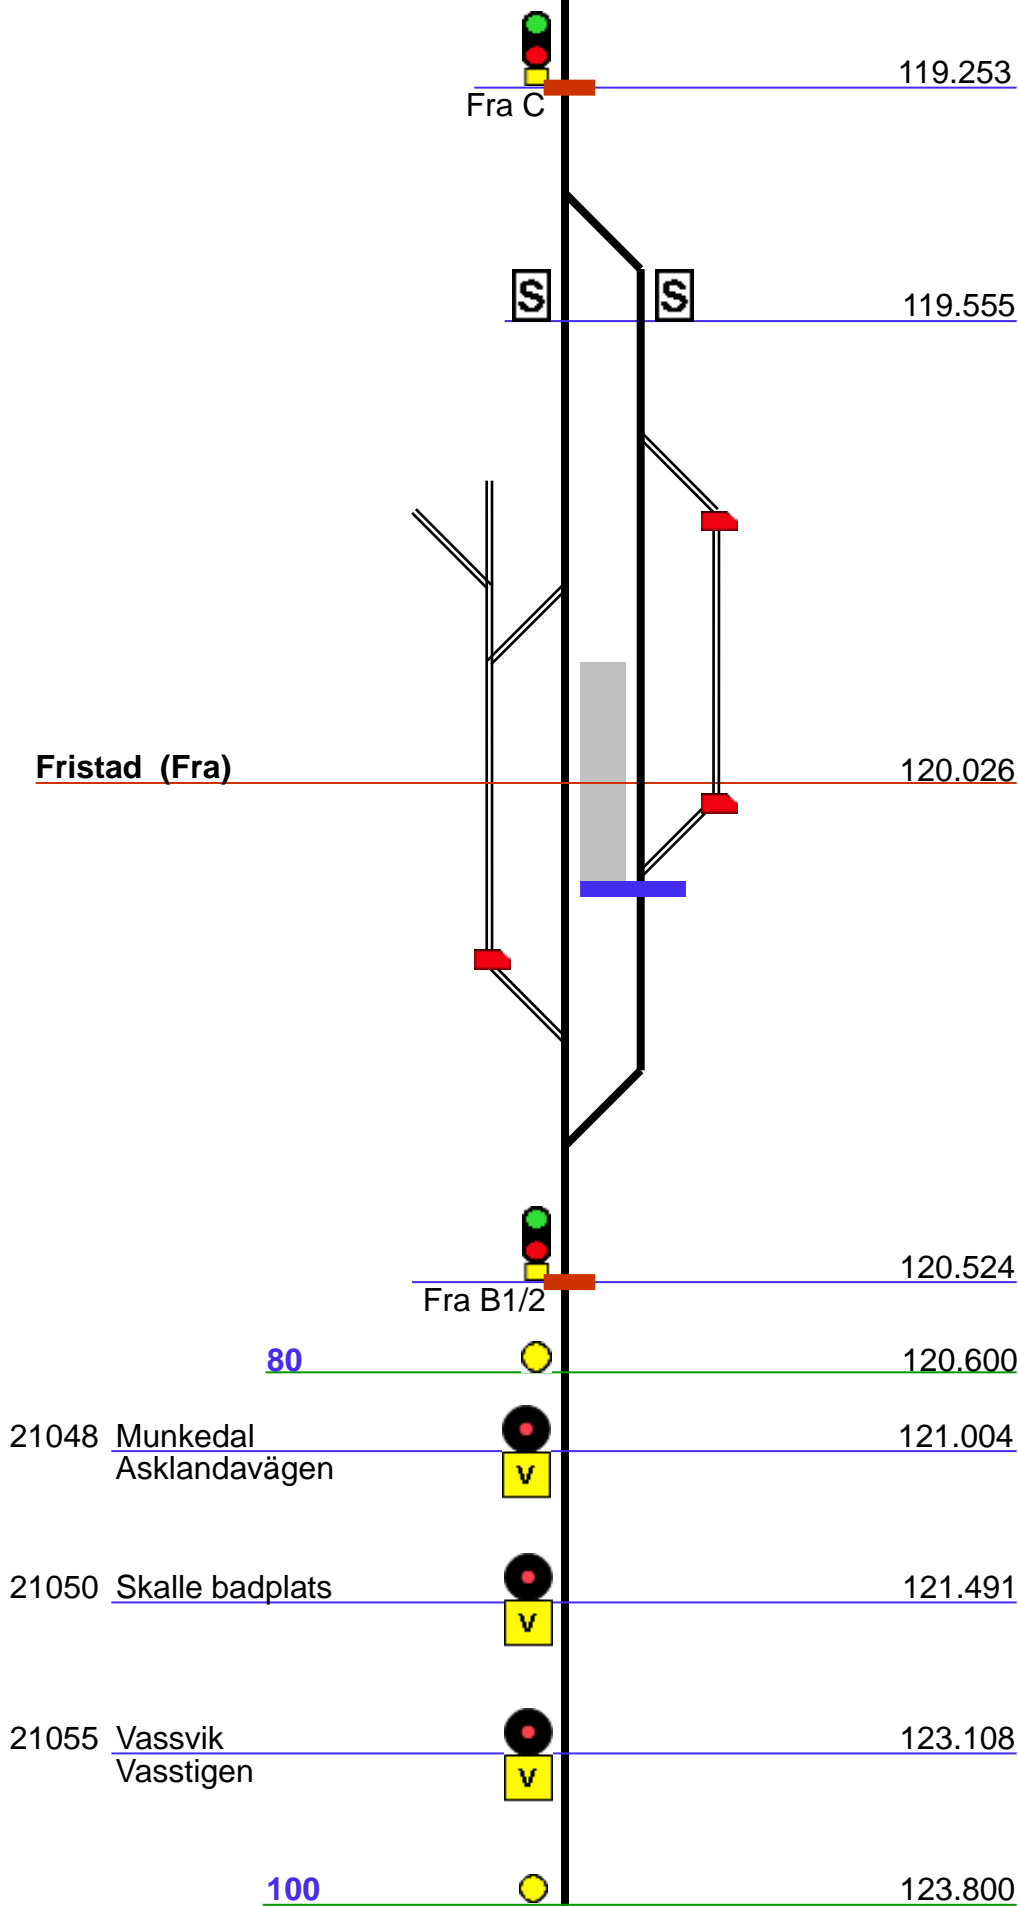 119.253
Fra C
S S
119.555
Fristad (Fra)
120.026
120.524
Fra B1/2
80 120.600
21048 Munkedal 121.004
Asklandavägen
V
21050 Skalle badplats 121.491
V
21055 Vassvik 123.108
Vasstigen
V
100 123.800